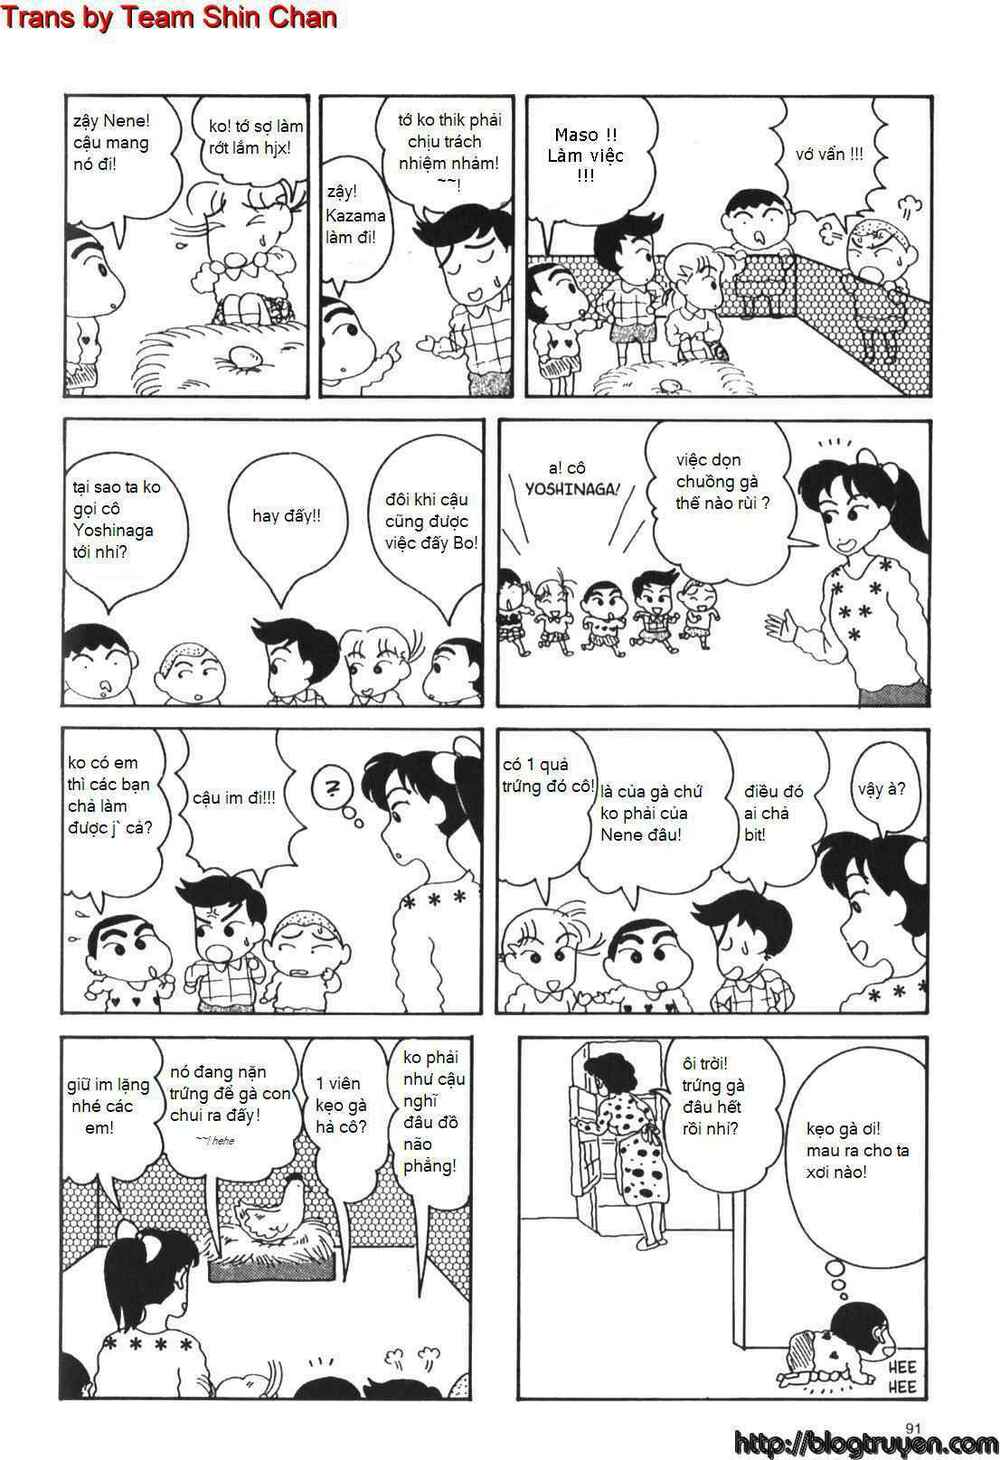 Trans by Team Shin Chan
Maso !!
Làm việc
!!!
vớ vẩn !!!
tớ ko thik phải
chịu trách
nhiệm nhảm!
~~!
zậy!
Kazama
làm đi!
ko! tớ sợ làm
rớt lắm hjx!
zậy Nene!
cậu mang
nó đi!
việc dọn
chuồng gà
thế nào rùi ?
a! cô
YOSHINAGA!
đôi khi cậu
cũng được
việc đấy Bo!
hay đấy!!
tại sao ta ko
gọi cô
Yoshinaga
tới nhỉ?
vậy à?
điều đó
ai chả
bit!
là của gà chứ
ko phải của
Nene đâu!
có 1 quả
trứng đó cô!
?
cậu im đi!!!
ko có em
thì các bạn
chả làm
được j` cả?
kẹo gà ơi!
mau ra cho ta
xơi nào!
ôi trời!
trứng gà
đâu hết
rồi nhỉ?
HEE
HEE
ko phải
như cậu
nghĩ
đâu đồ
não
phẳng!
1 viên
kẹo gà
hả cô?
nó đang nặn
trứng để gà con
chui ra đấy!
~~! hehe
giữ im lặng
nhé các
em!
91
http://blogtruyen.com